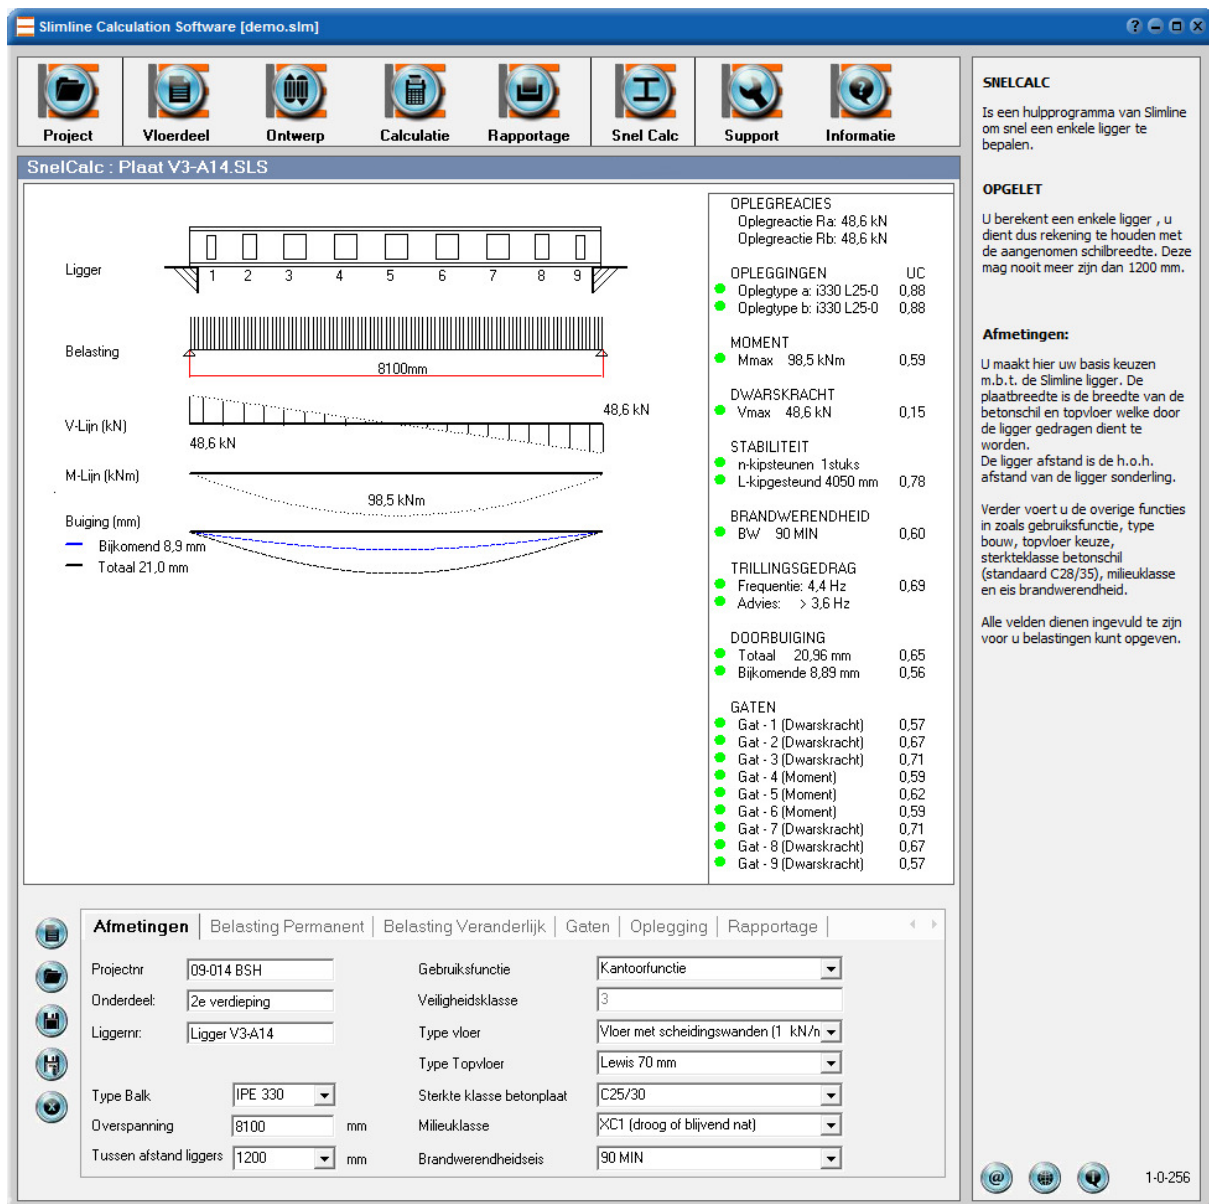 Slimline Calculation Software [demo.slm]
Project
Vloerdeel
Ontwerp
Calculatie
Rapportage
Snel Calc
Support
Informatie
SnelCalc : Plaat V3-A14.SLS
Ligger
1 2 3 4 5 6 7 8 9
Belasting
8100mm
V-Lijn (kN)
48,6 kN
48,6 kN
M-Lijn (kNm)
98,5 kNm
Buiging (mm)
Bijkomend 8,9 mm
Totaal 21,0 mm
OPLEGREACIES
Oplegreactie Ra: 48,6 kN
Oplegreactie Rb: 48,6 kN
OPLEGGINGEN UC
Oplegtype a: i330 L25-0 0,88
Oplegtype b: i330 L25-0 0,88
MOMENT
Mmax 98,5 kNm 0,59
DWARSKRACHT
Vmax 48,6 kN 0,15
STABILITEIT
n-kipsteunen 1stuks
L-kipgesteund 4050 mm 0,78
BRANDWERENDHEID
BW 90 MIN 0,60
TRILLINGSGEDRAG
Frequentie: 4,4 Hz 0,69
Advies: > 3,6 Hz
DOORBUIGING
Totaal 20,96 mm 0,65
Bijkomende 8,89 mm 0,56
GATEN
Gat - 1 (Dwarskracht) 0,57
Gat - 2 (Dwarskracht) 0,67
Gat - 3 (Dwarskracht) 0,71
Gat - 4 (Moment) 0,59
Gat - 5 (Moment) 0,62
Gat - 6 (Moment) 0,59
Gat - 7 (Dwarskracht) 0,71
Gat - 8 (Dwarskracht) 0,67
Gat - 9 (Dwarskracht) 0,57
SNELCALC
Is een hulpprogramma van Slimline
om snel een enkele ligger te
bepalen.
OPGELET
U berekent een enkele ligger , u
dient dus rekening te houden met
de aangenomen schilbreedte. Deze
mag nooit meer zijn dan 1200 mm.
Afmetingen:
U maakt hier uw basis keuzen
m.b.t. de Slimline ligger. De
plaatbreedte is de breedte van de
betonschil en topvloer welke door
de ligger gedragen dient te
worden.
De ligger afstand is de h.o.h.
afstand van de ligger sonderling.
Verder voert u de overige functies
in zoals gebruiksfunctie, type
bouw, topvloer keuze,
sterkteklasse betonschil
(standaard C28/35), milieuklasse
en eis brandwerendheid.
Alle velden dienen ingevuld te zijn
voor u belastingen kunt opgeven.
Afmetingen Belasting Permanent Belasting Veranderlijk Gaten Oplegging Rapportage
Projectnr 09-014 BSH
Onderdeel: 2e verdieping
Liggernr: Ligger V3-A14
Type Balk IPE 330
Overspanning 8100 mm
Tussen afstand liggers 1200 mm
Gebruiksfunctie Kantoorfunctie
Veiligheidsklasse 3
Type vloer Vloer met scheidingswanden (1 kN/m
Type Topvloer Lewis 70 mm
Sterkte klasse betonplaat C25/30
Milieuklasse XC1 (droog of blijvend nat)
Brandwerendheidseis 90 MIN
1-0-256